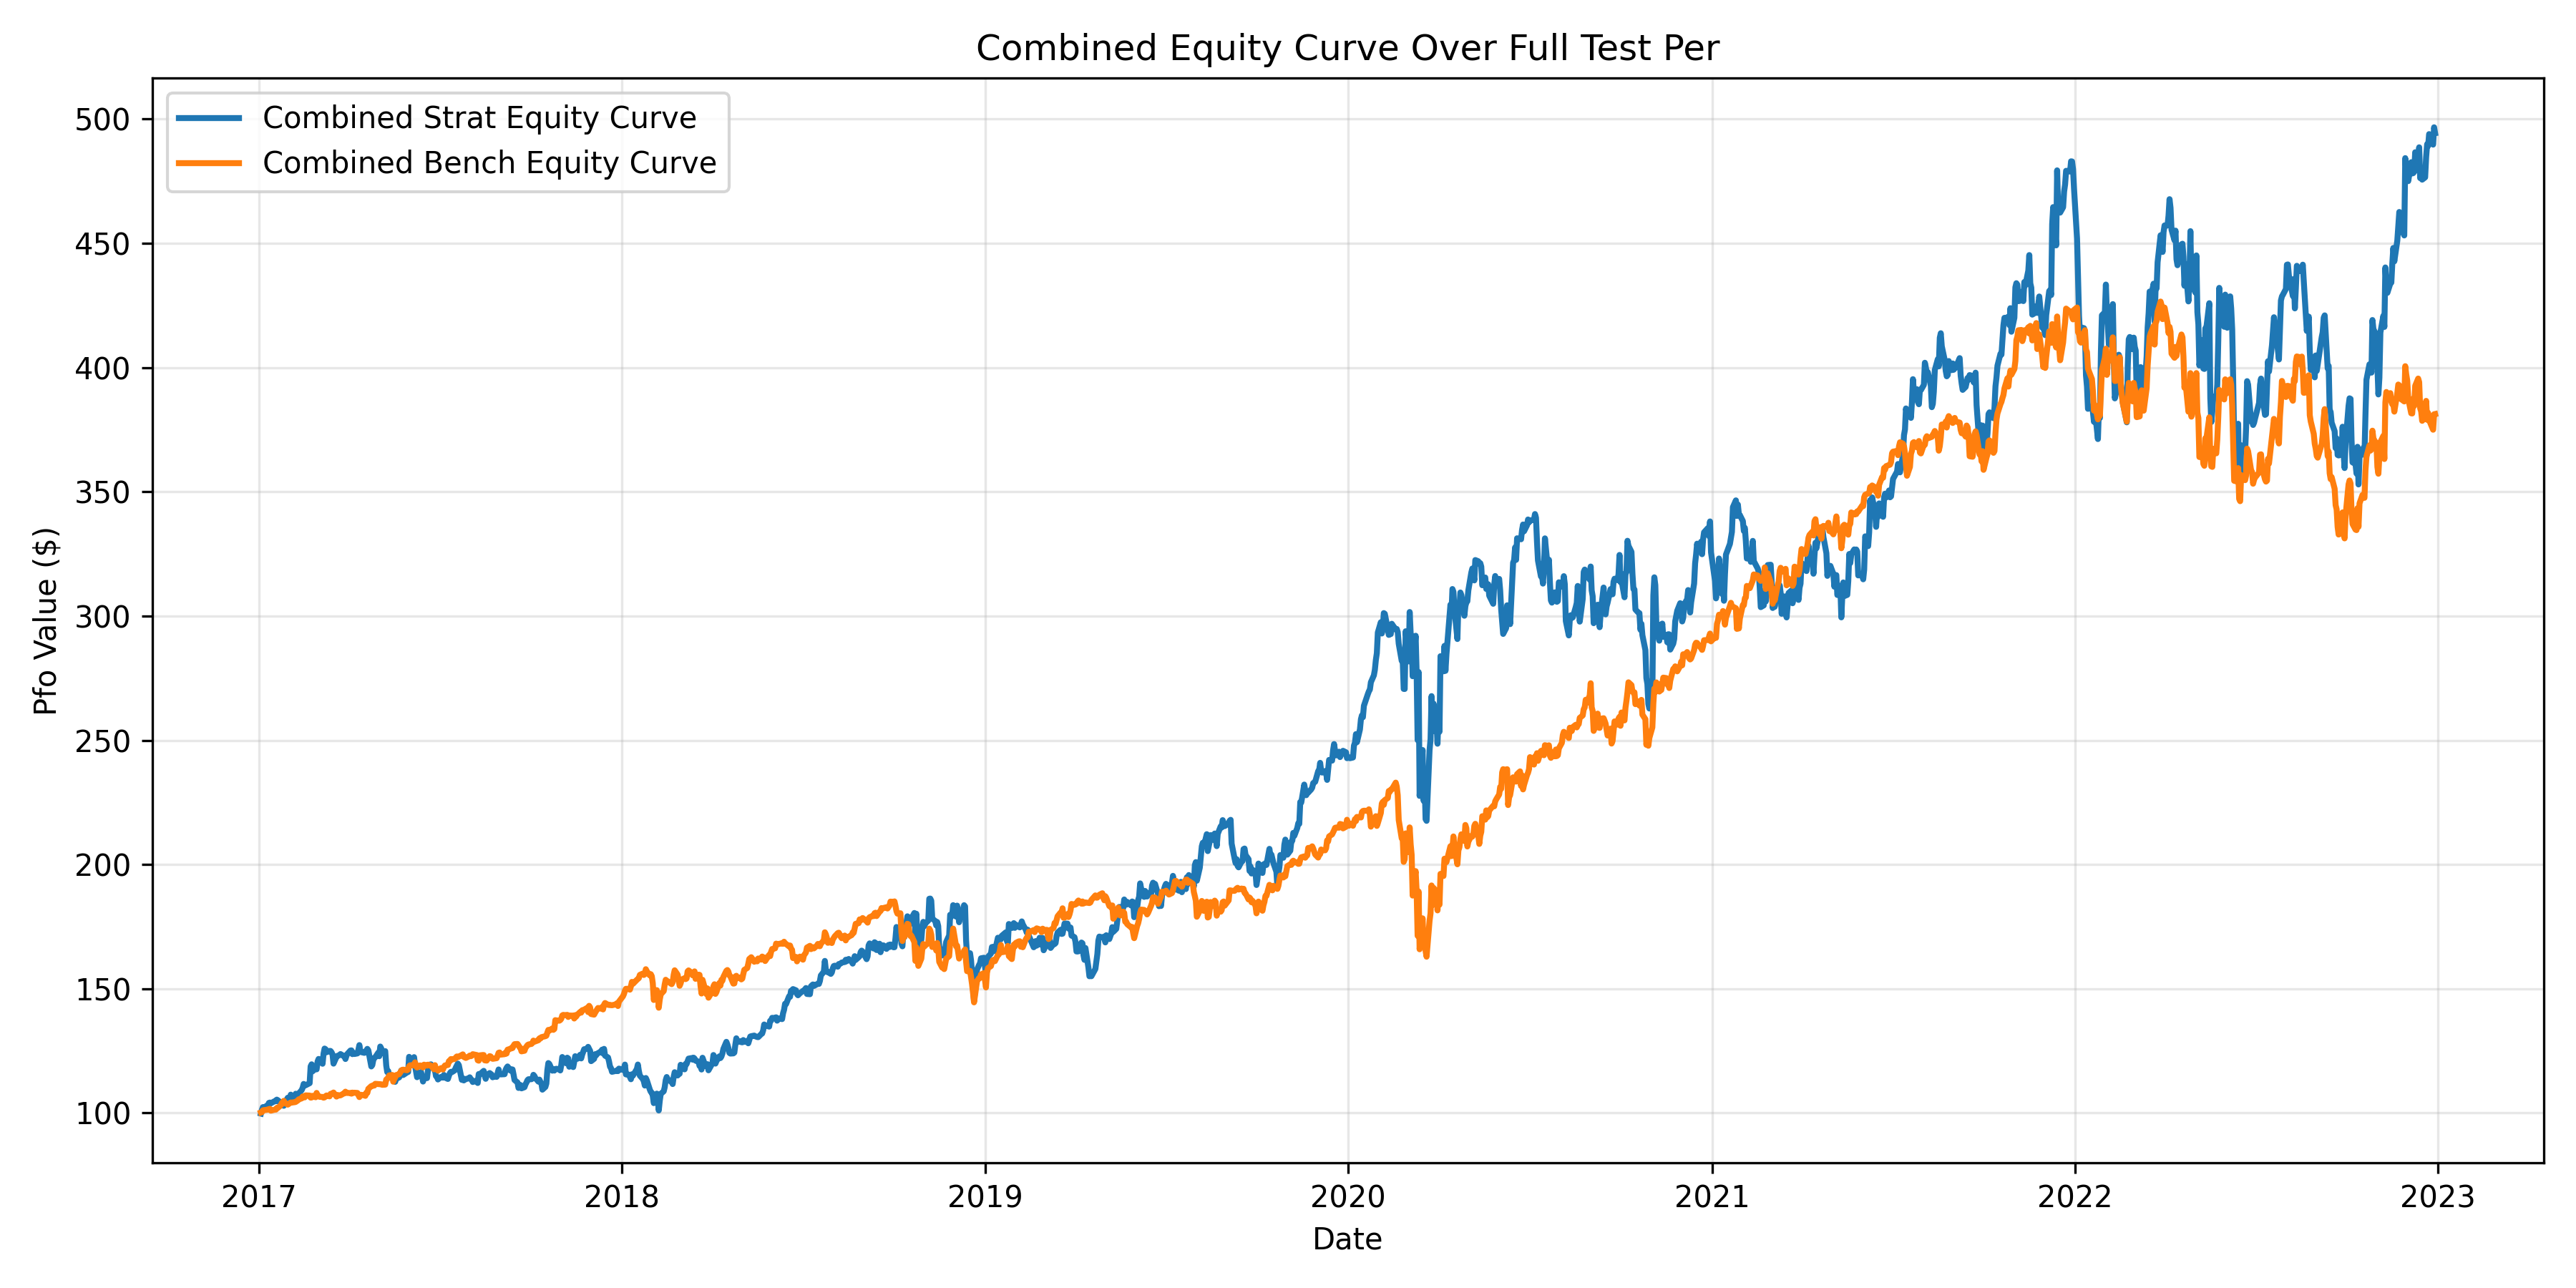 Combined Equity Curve Over Full Test Per
Combined Strat Equity Curve
Combined Bench Equity Curve
Pfo Value ($)
500
450
400
350
300
250
200
150
100
2017 2018 2019 2020 2021 2022 2023
Date